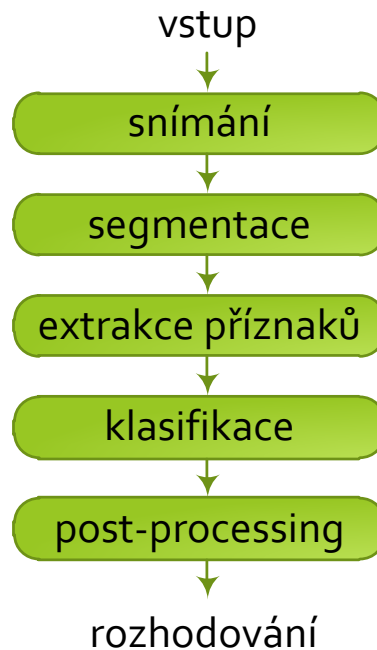 vstup
snímání
segmentace
extrakce příznaků
klasifikace
post-processing
rozhodování